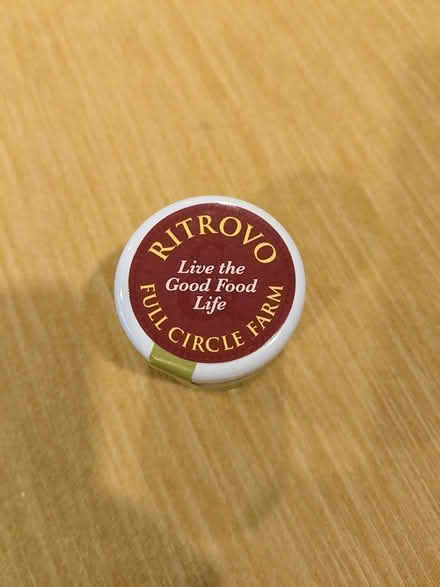 RITROVO
Live the
Good Food
Life
FULL CIRCLE FARM